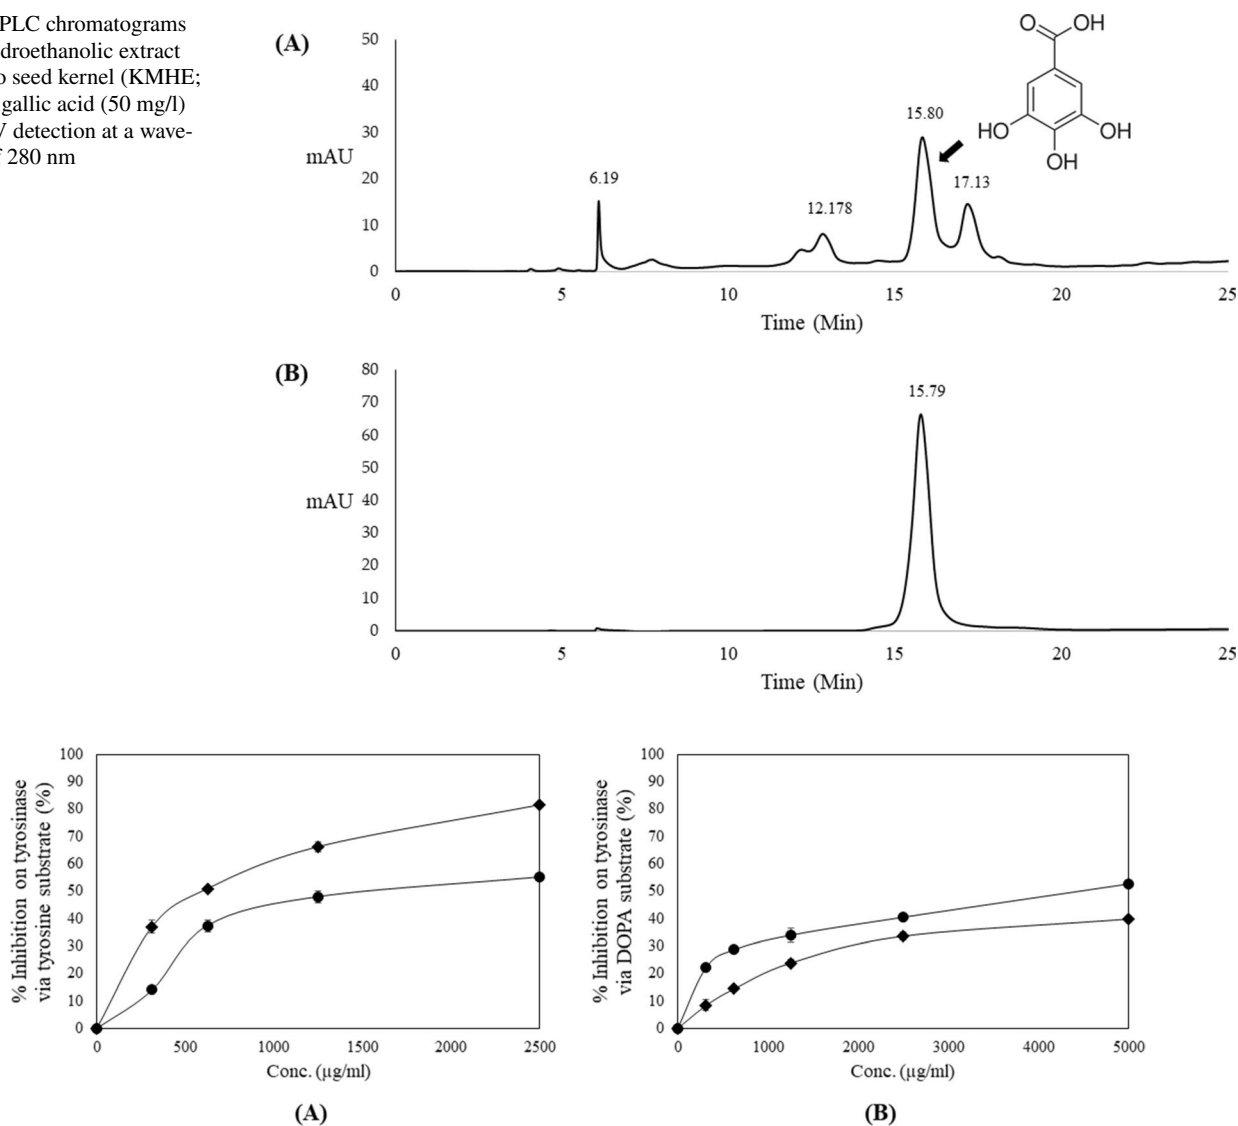 PLC chromatograms
droethanolic extract
o seed kernel (KMHE;
gallic acid (50 mg/l)
V detection at a wave-
f 280 nm
(A)
50
40
30
20
10
0
mAU
6.19
12.178
15.80
17.13
O
OH
HO
OH
OH
0 5 10 15 20 25
Time (Min)
(B)
80
70
60
50
40
30
20
10
0
mAU
15.79
0 5 10 15 20 25
Time (Min)
% Inhibition on tyrosinase
via tyrosine substrate (%)
100
90
80
70
60
50
40
30
20
10
0
0 500 1000 1500 2000 2500
Conc. (µg/ml)
(A)
% Inhibition on tyrosinase
via DOPA substrate (%)
100
90
80
70
60
50
40
30
20
10
0
0 1000 2000 3000 4000 5000
Conc. (µg/ml)
(B)